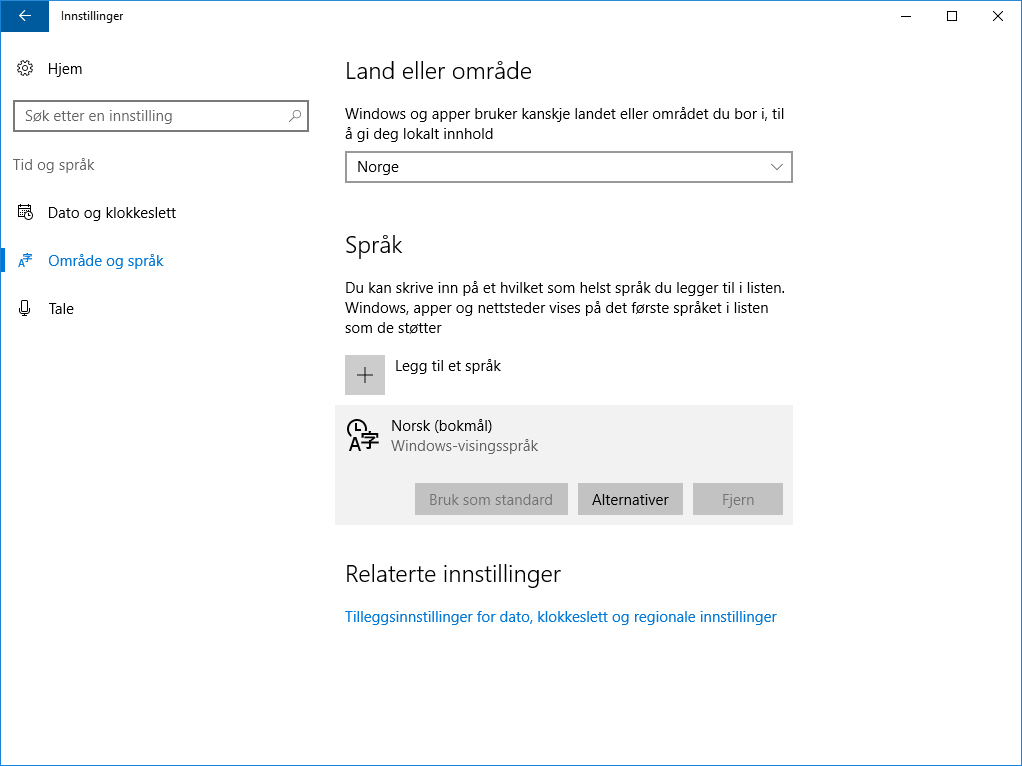 Innstillinger
Hjem
Søk etter en innstilling
Tid og språk
Dato og klokkeslett
Område og språk
Tale
Land eller område
Windows og apper bruker kanskje landet eller området du bor i, til
å gi deg lokalt innhold
Norge
Språk
Du kan skrive inn på et hvilket som helst språk du legger til i listen.
Windows, apper og nettsteder vises på det første språket i listen
som de støtter
Legg til et språk
Norsk (bokmål)
Windows-visingsspråk
Bruk som standard
Alternativer
Fjern
Relaterte innstillinger
Tilleggsinnstillinger for dato, klokkeslett og regionale innstillinger